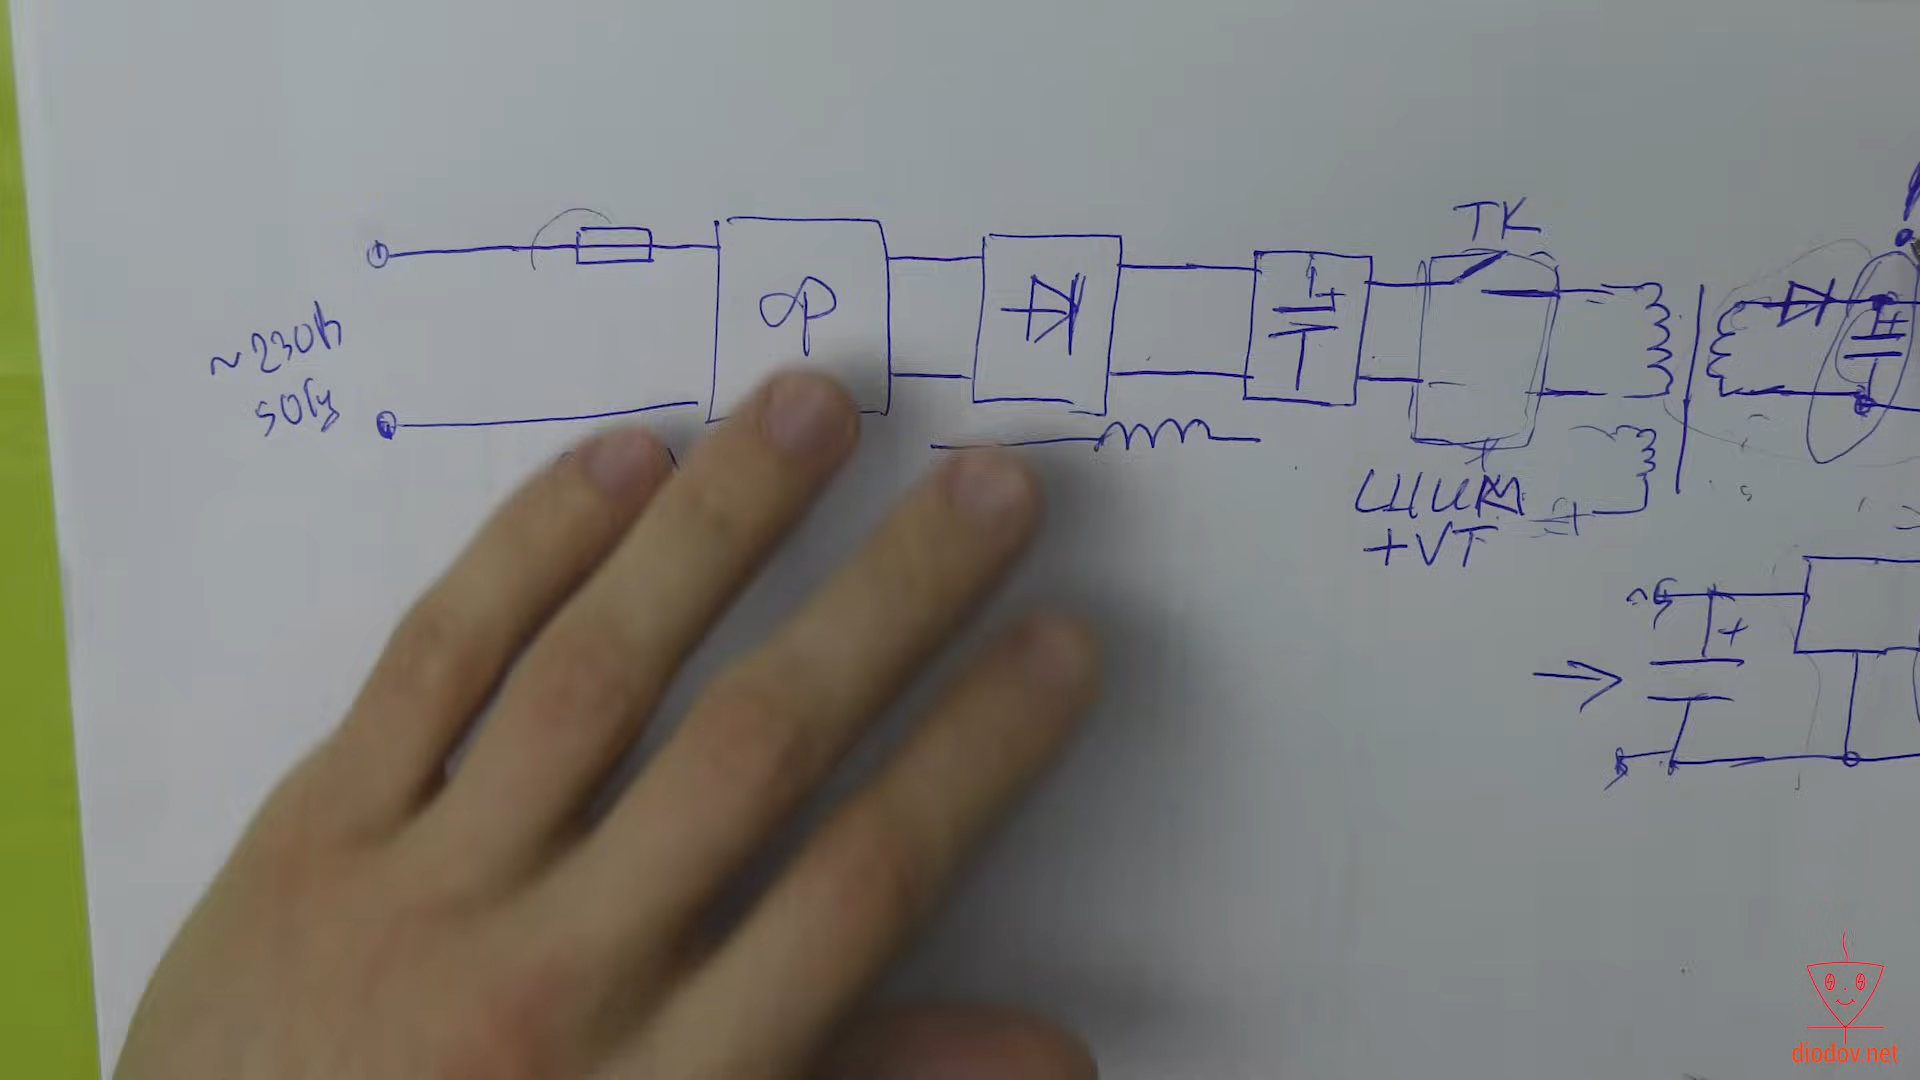 ~230В
50Гц
Ф
ТК
ШИМ
+VT
diodov.net